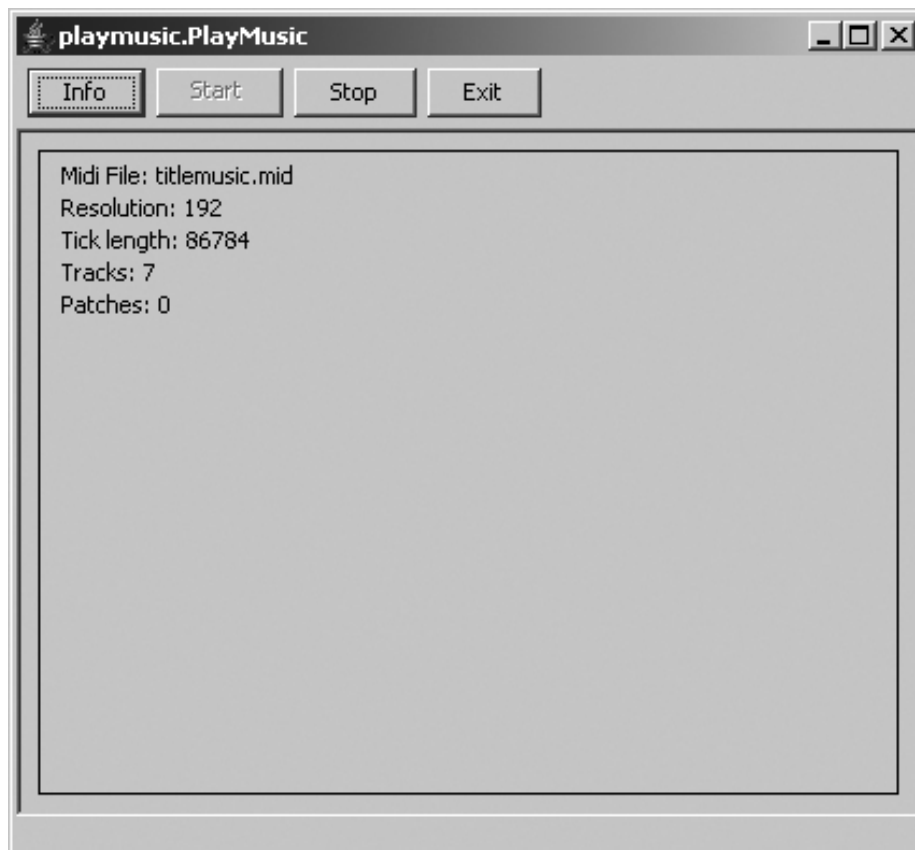 playmusic.PlayMusic
Info Start Stop Exit
Midi File: titlemusic.mid
Resolution: 192
Tick length: 86784
Tracks: 7
Patches: 0